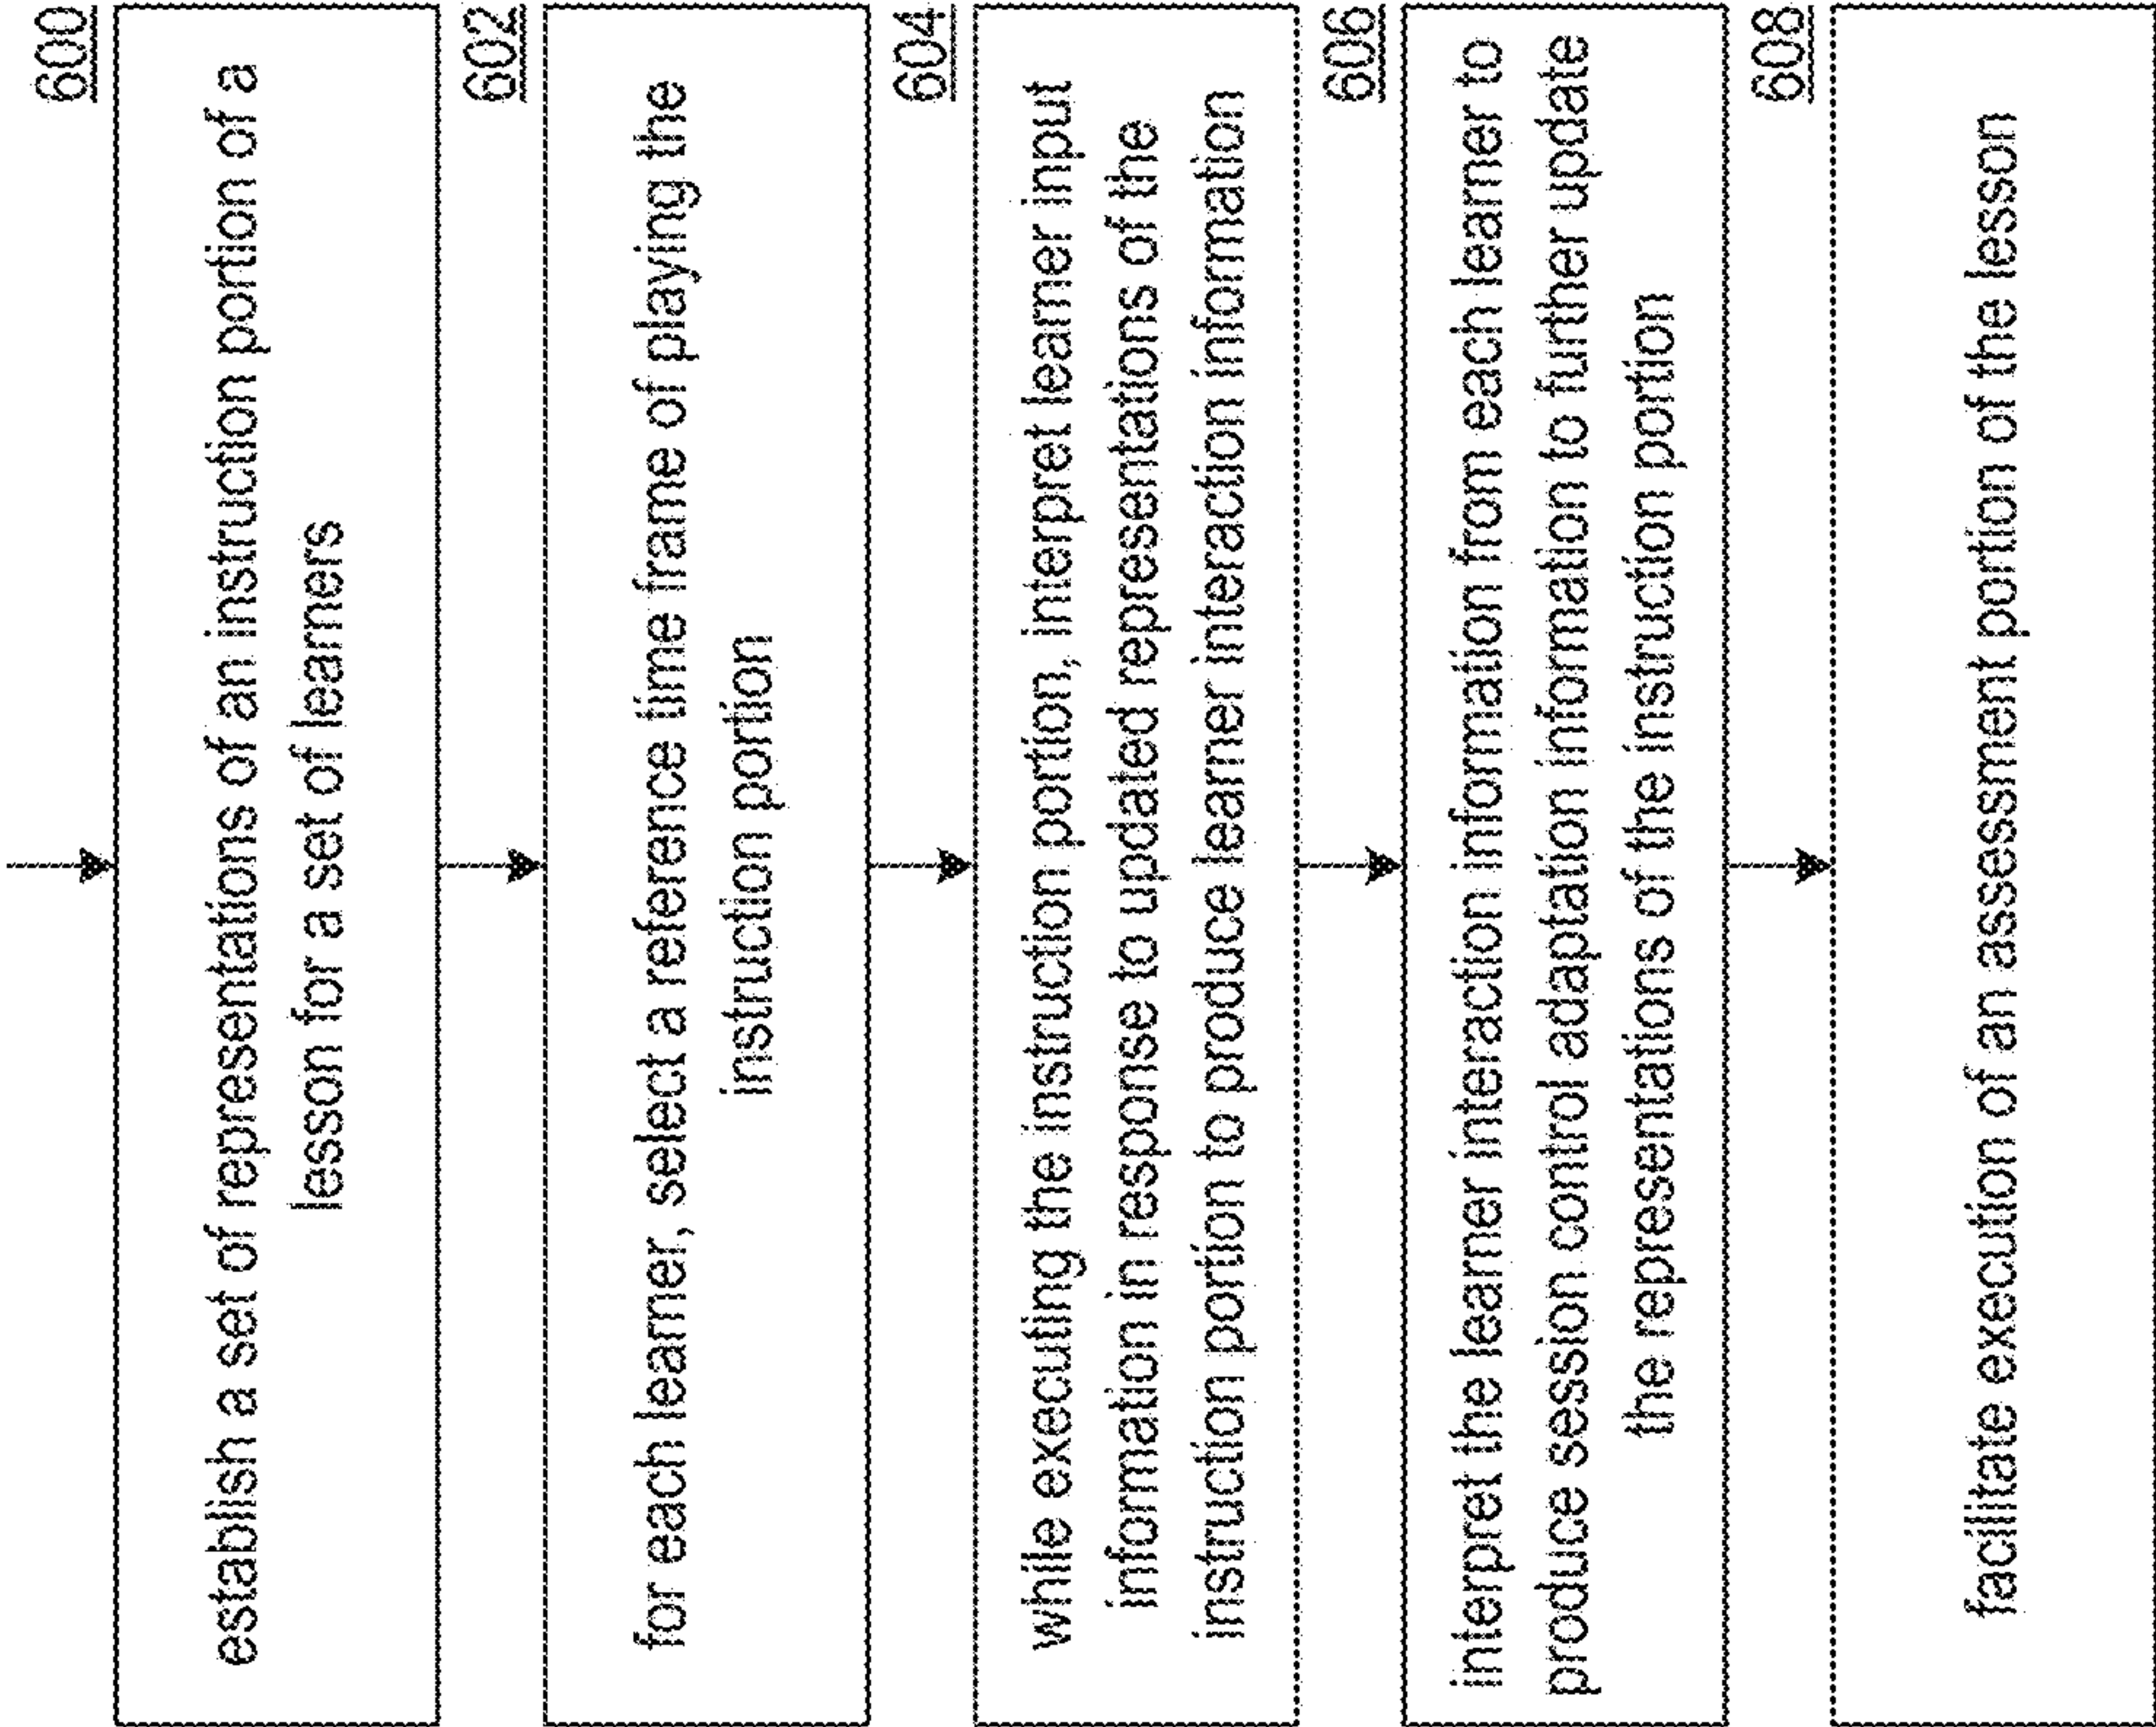 600
establish a set of representations of an instruction portion of a
lesson for a set of learners
602
for each learner, select a reference time frame of playing the
instruction portion
604
while executing the instruction portion, interpret learner input
information in response to updated representations of the
instruction portion to produce learner interaction information
606
interpret the learner interaction information from each learner to
produce session control adaptation information to further update
the representations of the instruction portion
608
facilitate execution of an assessment portion of the lesson